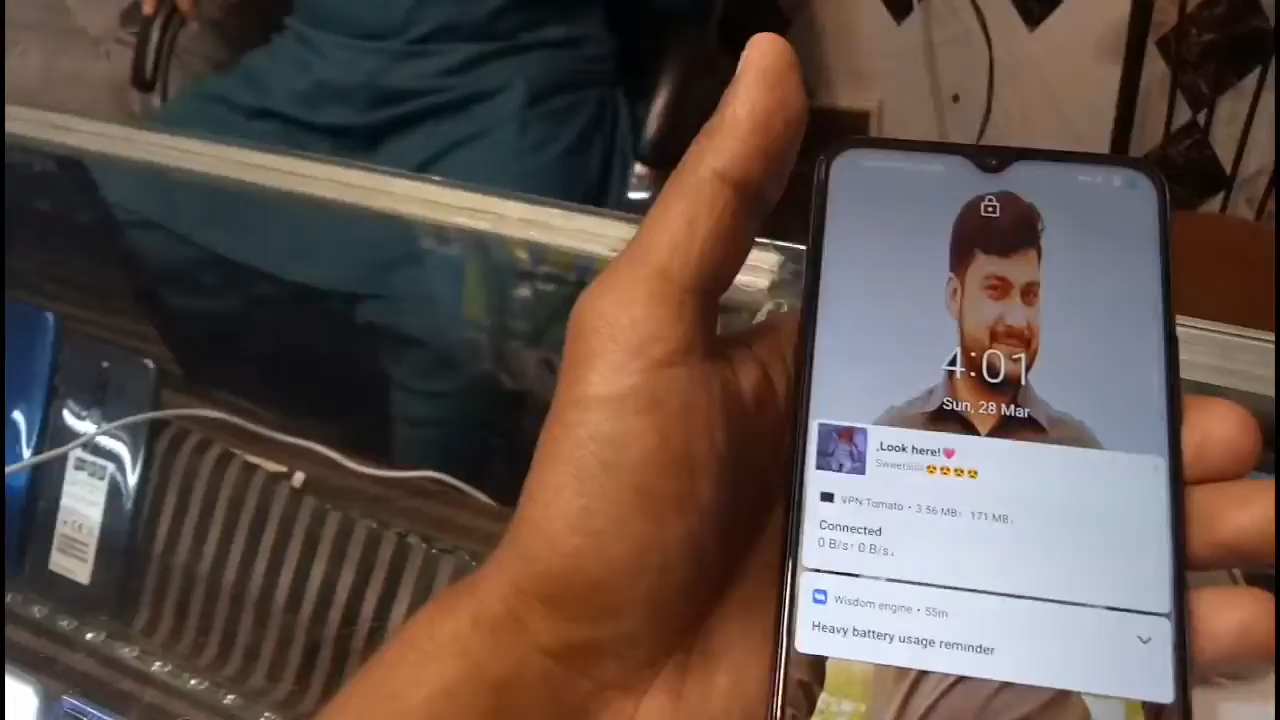 4:01
Sun, 28 Mar
.Look here!💗
VPN Tomato • 3.56 MB↑ 171 MB↓
Connected
0 B/s↑ 0 B/s↓
Wisdom engine • 55m
Heavy battery usage reminder